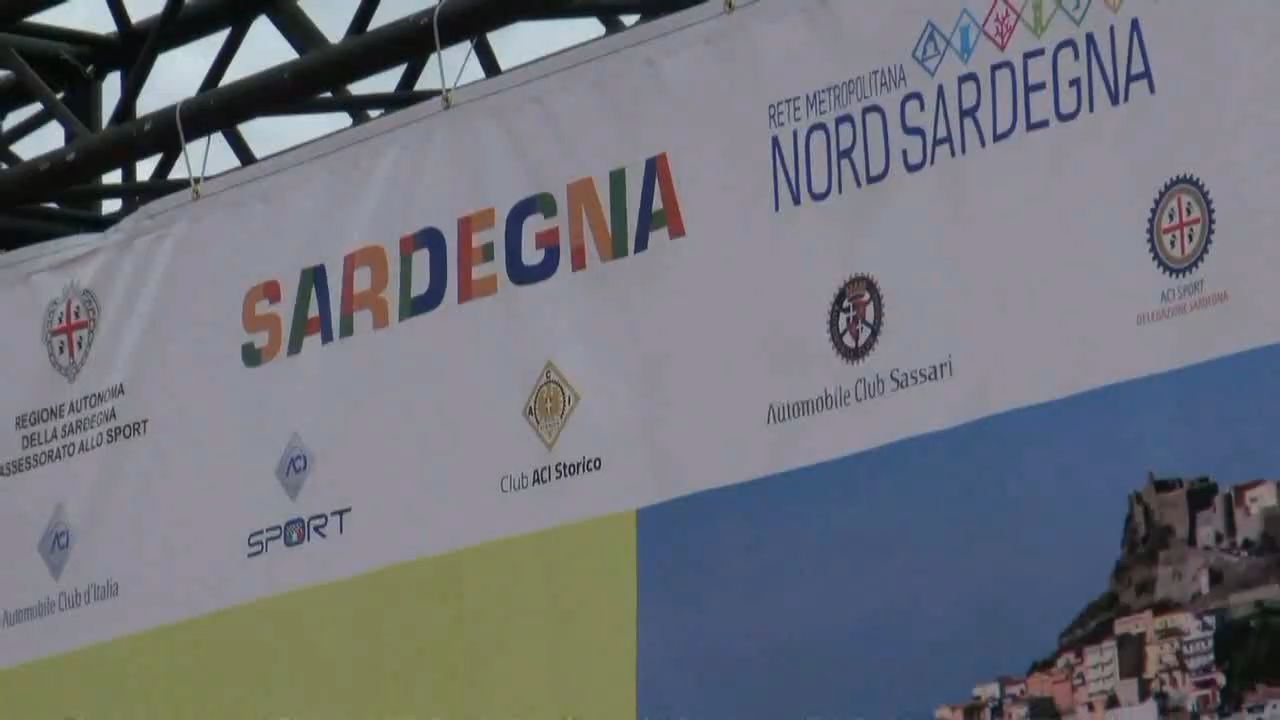 RETE METROPOLITANA
NORD SARDEGNA
SARDEGNA
REGIONE AUTONOMA
DELLA SARDEGNA
ASSESSORATO ALLO SPORT
ACI
Automobile Club d'Italia
ACI
SPORT
A C I
Club ACI Storico
Automobile Club Sassari
ACI SPORT
DELEGAZIONE SARDEGNA